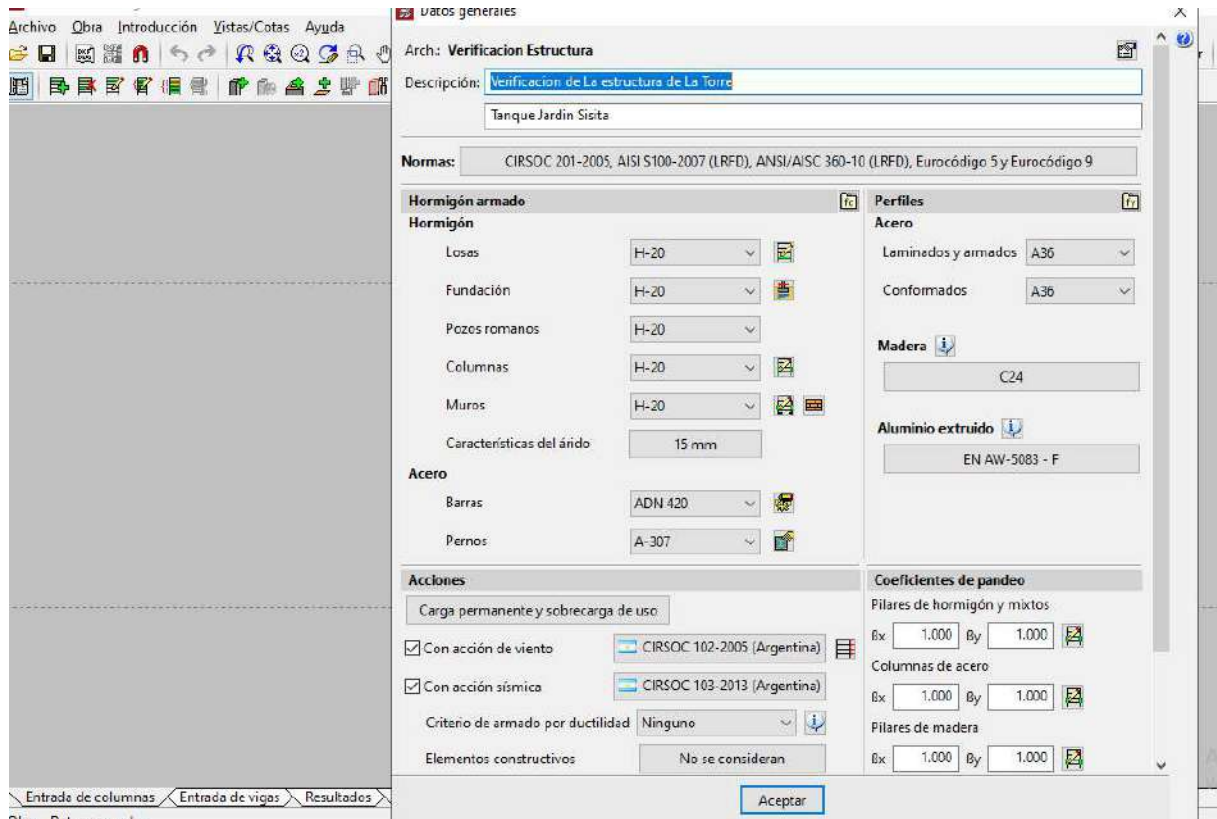 Datos generales
Archivo Obra Introducción Vistas/Cotas Ayuda
Arch.: Verificacion Estructura
Descripción: Verificacion de La estructura de La Torre
Tanque Jardin Sisita
Normas: CIRSOC 201-2005, AISI S100-2007 (LRFD), ANSI/AISC 360-10 (LRFD), Eurocódigo 5 y Eurocódigo 9
Hormigón armado
Hormigón
Losas H-20
Fundación H-20
Pozos romanos H-20
Columnas H-20
Muros H-20
Características del árido 15 mm
Acero
Barras ADN 420
Pernos A-307
Perfiles
Acero
Laminados y armados A36
Conformados A36
Madera
C24
Aluminio extruido
EN AW-5083 - F
Acciones
Carga permanente y sobrecarga de uso
Con acción de viento CIRSOC 102-2005 (Argentina)
Con acción sísmica CIRSOC 103-2013 (Argentina)
Criterio de armado por ductilidad Ninguno
Elementos constructivos No se consideran
Coeficientes de pandeo
Pilares de hormigón y mixtos
βx 1.000 βy 1.000
Columnas de acero
βx 1.000 βy 1.000
Pilares de madera
βx 1.000 βy 1.000
Entrada de columnas Entrada de vigas Resultados
Aceptar